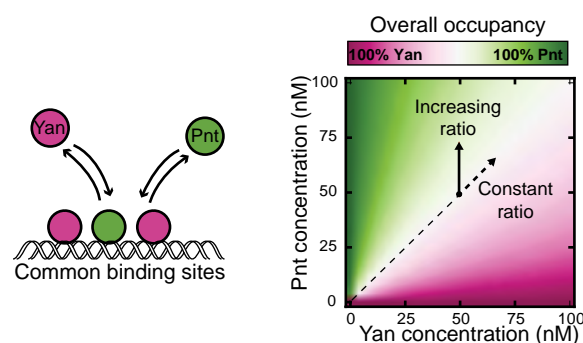 Yan
Pnt
Common binding sites
Overall occupancy
100% Yan
100% Pnt
Pnt concentration (nM)
100
75
50
25
0
Increasing
ratio
Constant
ratio
0
25
50
75
100
Yan concentration (nM)